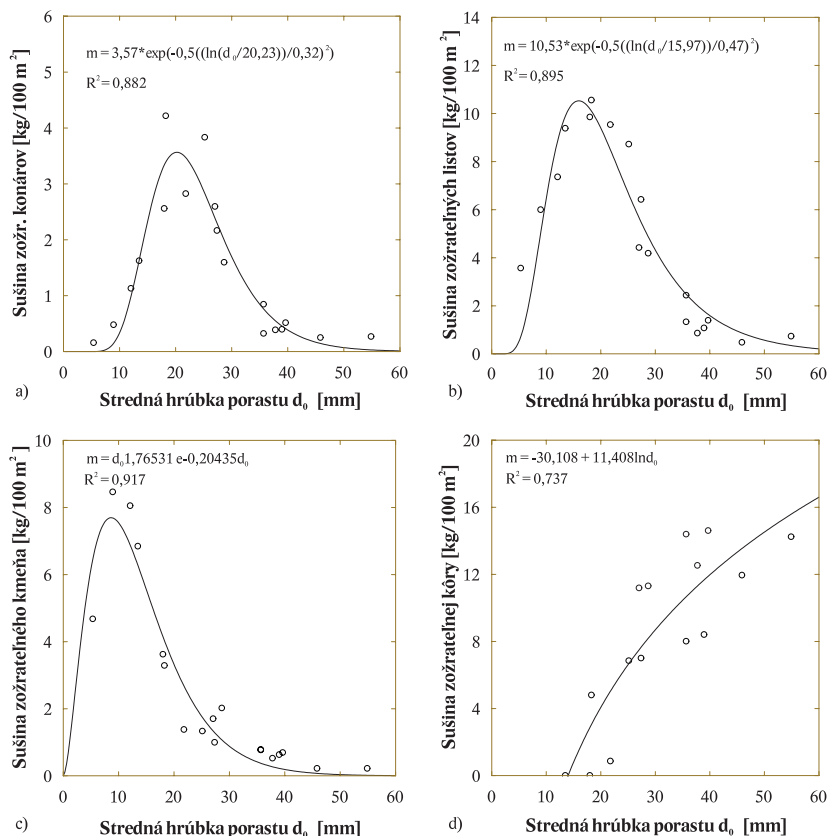 Sušina zožr. konárov [kg/100 m²]
6
5
4
3
2
1
0
m = 3,57*exp(-0,5((ln(d₀/20,23))/0,32)²)
R² = 0,882
0 10 20 30 40 50 60
a)
Stredná hrúbka porastu d₀ [mm]
Sušina zožrateľných listov [kg/100 m²]
14
12
10
8
6
4
2
0
m = 10,53*exp(-0,5((ln(d₀/15,97))/0,47)²)
R² = 0,895
0 10 20 30 40 50 60
b)
Stredná hrúbka porastu d₀ [mm]
Sušina zožrateľného kmeňa [kg/100 m²]
10
8
6
4
2
0
m = d₀1,76531 e-0,20435d₀
R² = 0,917
0 10 20 30 40 50 60
c)
Stredná hrúbka porastu d₀ [mm]
Sušina zožrateľnej kôry [kg/100 m²]
20
16
12
8
4
0
m = -30,108 + 11,408lnd₀
R² = 0,737
0 10 20 30 40 50 60
d)
Stredná hrúbka porastu d₀ [mm]